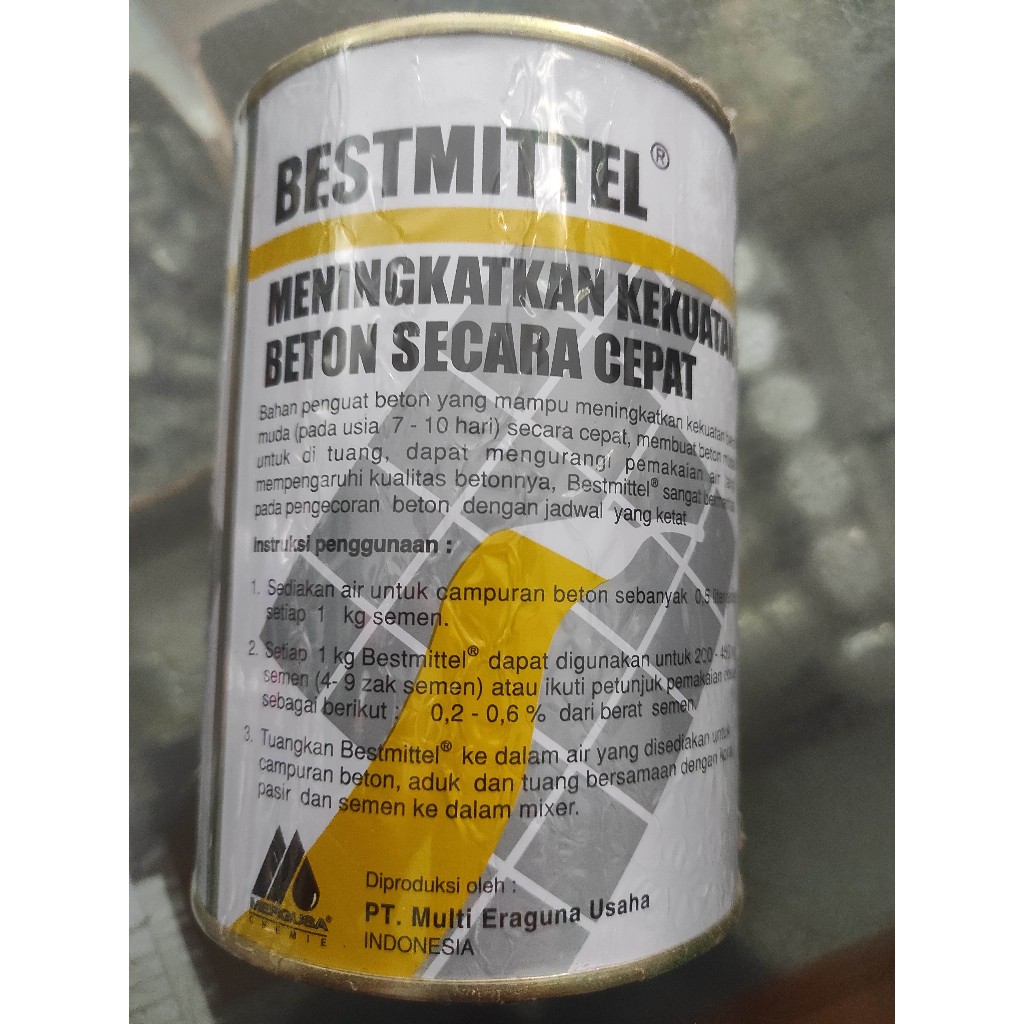 BESTMITTEL®
MENINGKATKAN KEKUATAN
BETON SECARA CEPAT
Bahan penguat beton yang mampu meningkatkan kekuatan
muda (pada usia 7 - 10 hari) secara cepat, membuat beton
untuk di tuang, dapat mengurangi pemakaian air
mempengaruhi kualitas betonnya, Bestmittel® sangat
pada pengecoran beton dengan jadwal yang ketat
Instruksi penggunaan :
1. Sediakan air untuk campuran beton sebanyak 0,5
setiap 1 kg semen.
2. Setiap 1 kg Bestmittel® dapat digunakan untuk 200 - 450
semen (4- 9 zak semen) atau ikuti petunjuk pemakaian
sebagai berikut : 0,2 - 0,6 % dari berat semen
3. Tuangkan Bestmittel® ke dalam air yang disediakan untuk
campuran beton, aduk dan tuang bersamaan dengan
pasir dan semen ke dalam mixer.
MERGUSA®
CHEMIE
Diproduksi oleh :
PT. Multi Eraguna Usaha
INDONESIA